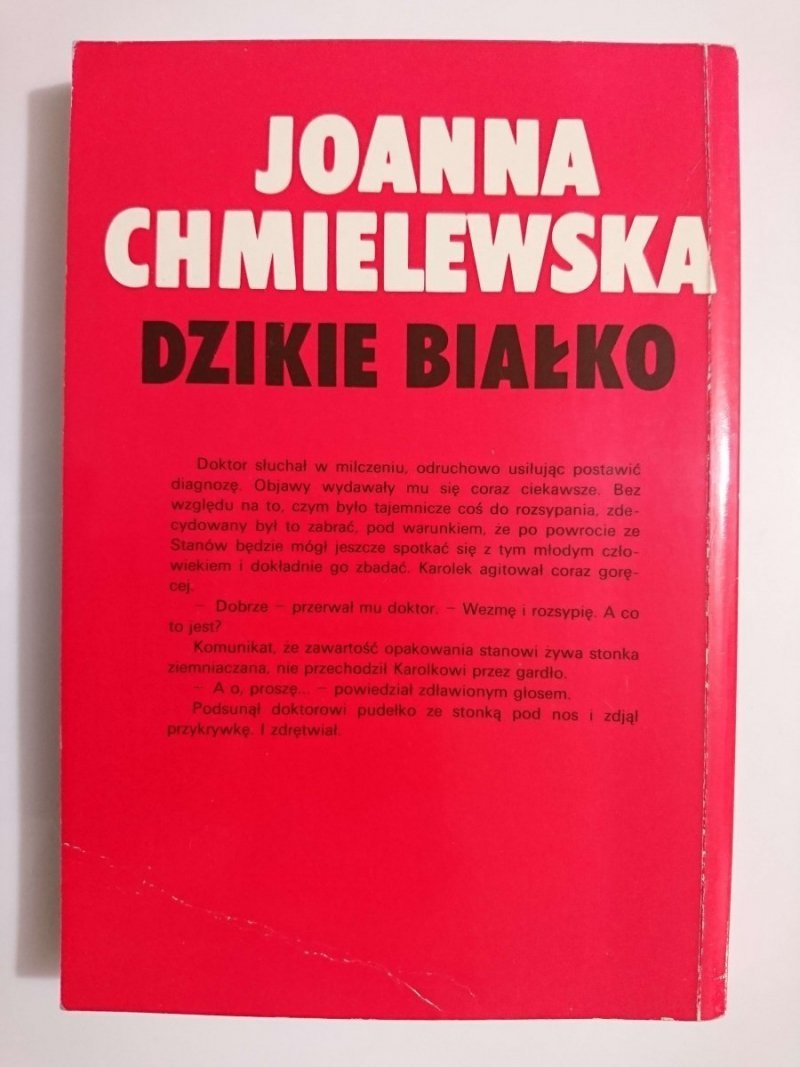 JOANNA
CHMIELEWSKA
DZIKIE BIAŁKO
Doktor słuchał w milczeniu, odruchowo usiłując postawić
diagnozę. Objawy wydawały mu się coraz ciekawsze. Bez
względu na to, czym było tajemnicze coś do rozsypania, zde-
cydowany był to zabrać, pod warunkiem, że po powrocie ze
Stanów będzie mógł jeszcze spotkać się z tym młodym czło-
wiekiem i dokładnie go zbadać. Karolek agitował coraz gorę-
cej.
– Dobrze – przerwał mu doktor. – Wezmę i rozsypię. A co
to jest?
Komunikat, że zawartość opakowania stanowi żywa stonka
ziemniaczana, nie przechodził Karolkowi przez gardło.
– A o, proszę... – powiedział zdławionym głosem.
Podsunął doktorowi pudełko ze stonką pod nos i zdjął
przykrywkę. I zdrętwiał.